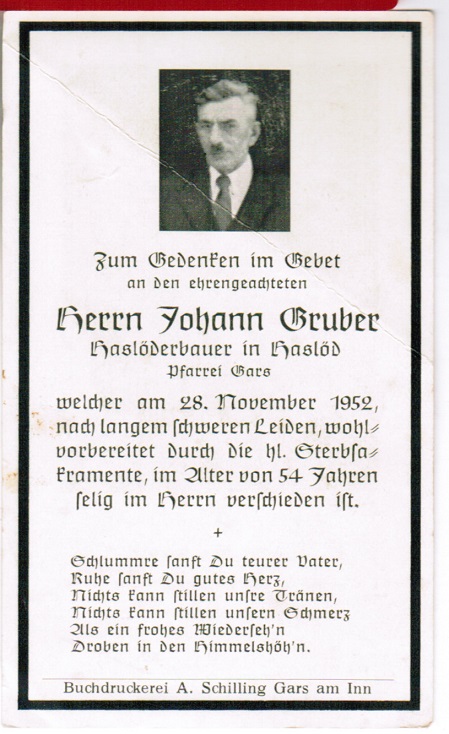 Zum Gedenken im Gebet
an den ehrengeachteten
Herrn Johann Gruber
Haslöderbauer in Haslöd
Pfarrei Gars
welcher am 28. November 1952,
nach langem schweren Leiden, wohl-
vorbereitet durch die hl. Sterbsa-
kramente, im Alter von 54 Jahren
selig im Herrn verschieden ist.
+
Schlummre sanft Du teurer Vater,
Ruhe sanft Du gutes Herz,
Nichts kann stillen unsre Tränen,
Nichts kann stillen unsern Schmerz
Als ein frohes Wiederseh'n
Droben in den Himmelshöh'n.
Buchdruckerei A. Schilling Gars am Inn